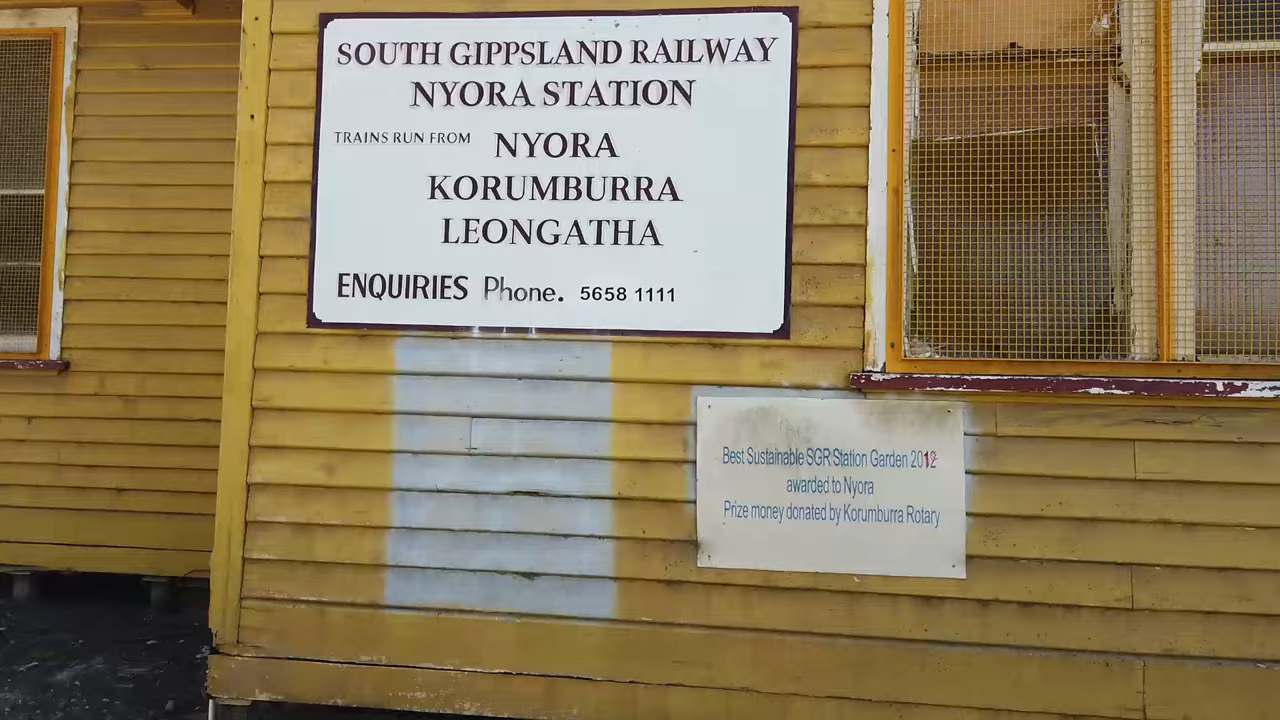 SOUTH GIPPSLAND RAILWAY
NYORA STATION
TRAINS RUN FROM NYORA
KORUMBURRA
LEONGATHA
ENQUIRIES Phone. 5658 1111
Best Sustainable SGR Station Garden 2012
awarded to Nyora
Prize money donated by Korumburra Rotary